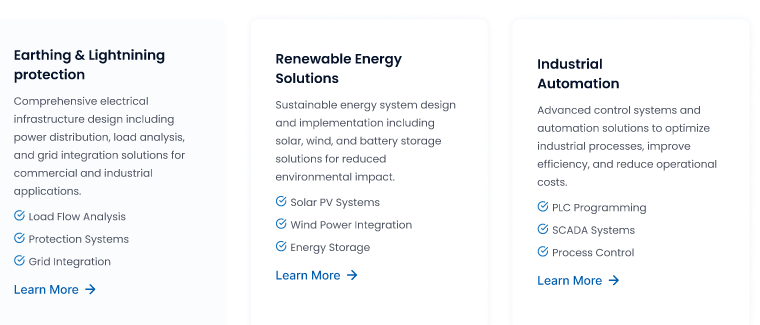 Earthing & Lightnining
protection
Comprehensive electrical
infrastructure design including
power distribution, load analysis,
and grid integration solutions for
commercial and industrial
applications.
Load Flow Analysis
Protection Systems
Grid Integration
Learn More
Renewable Energy
Solutions
Sustainable energy system design
and implementation including
solar, wind, and battery storage
solutions for reduced
environmental impact.
Solar PV Systems
Wind Power Integration
Energy Storage
Learn More
Industrial
Automation
Advanced control systems and
automation solutions to optimize
industrial processes, improve
efficiency, and reduce operational
costs.
PLC Programming
SCADA Systems
Process Control
Learn More